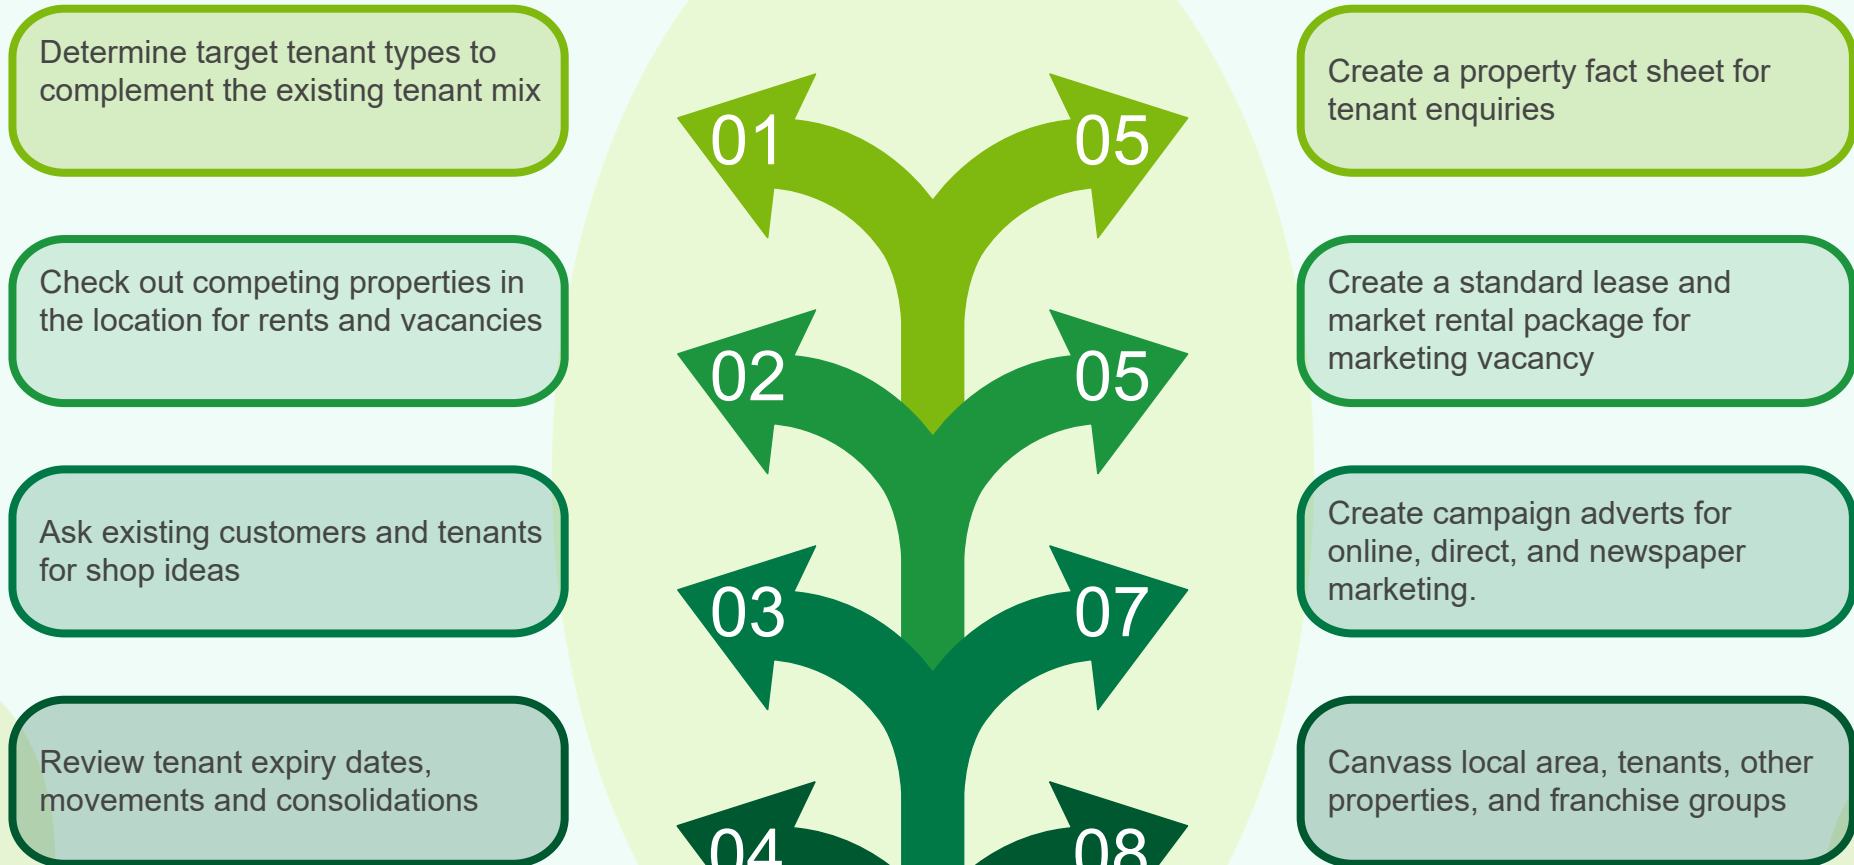 Determine target tenant types to
complement the existing tenant mix
01
05
Create a property fact sheet for
tenant enquiries
Check out competing properties in
the location for rents and vacancies
02
05
Create a standard lease and
market rental package for
marketing vacancy
Ask existing customers and tenants
for shop ideas
03
07
Create campaign adverts for
online, direct, and newspaper
marketing.
Review tenant expiry dates,
movements and consolidations
04
08
Canvass local area, tenants, other
properties, and franchise groups